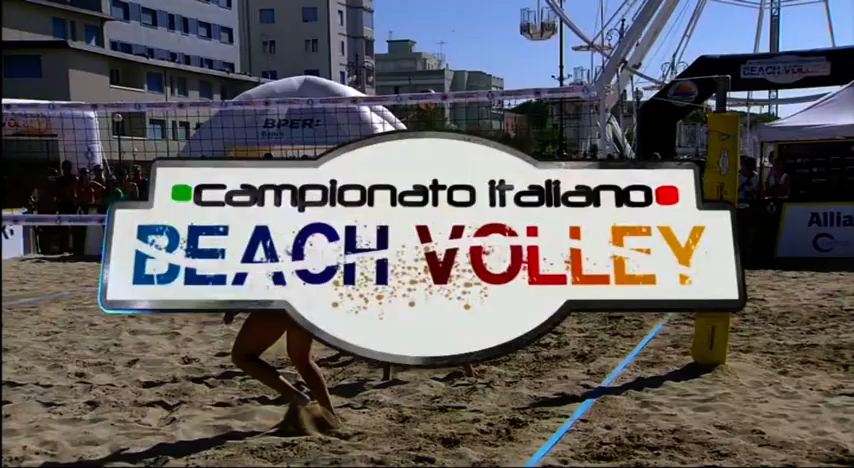 BPER:
BEACH VOLLEY
campionato italiano
BEACH VOLLEY
Allia